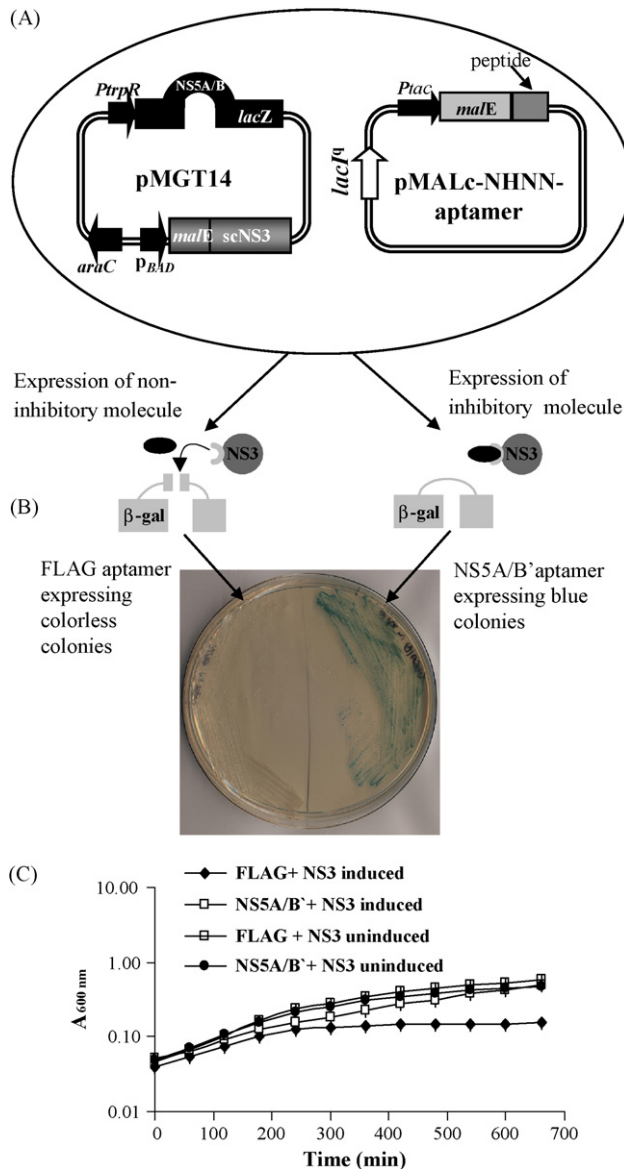 (A)
PtrpR
NS5A/B
lacZ
pMGT14
araC
pBAD
malE scNS3
peptide
Ptac
malE
lacIq
pMALc-NHNN-
aptamer
Expression of non-
inhibitory molecule
NS3
β-gal
Expression of
inhibitory molecule
NS3
β-gal
(B)
FLAG aptamer
expressing
colorless
colonies
NS5A/B'aptamer
expressing blue
colonies
(C)
FLAG+ NS3 induced
NS5A/B`+ NS3 induced
FLAG + NS3 uninduced
NS5A/B`+ NS3 uninduced
A 600 nm
10.00
1.00
0.10
0.01
0 100 200 300 400 500 600 700
Time (min)